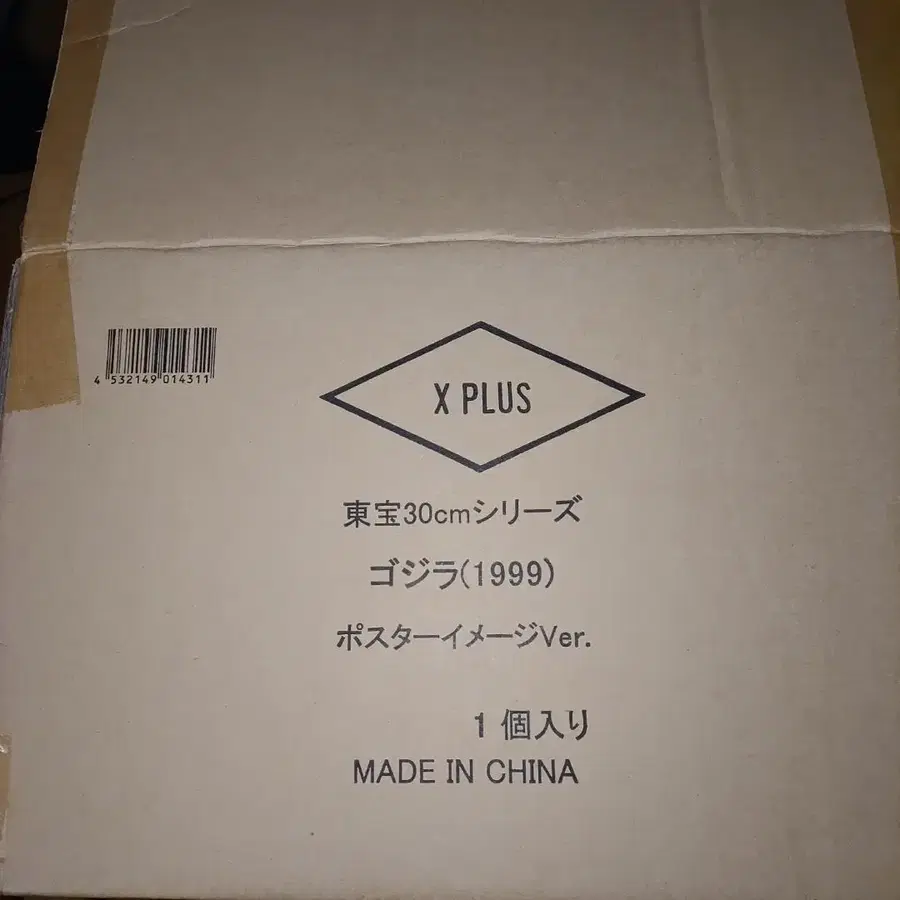 X PLUS
4 532149 014311
東宝30cmシリーズ
ゴジラ(1999)
ポスターイメージVer.
1 個入り
MADE IN CHINA